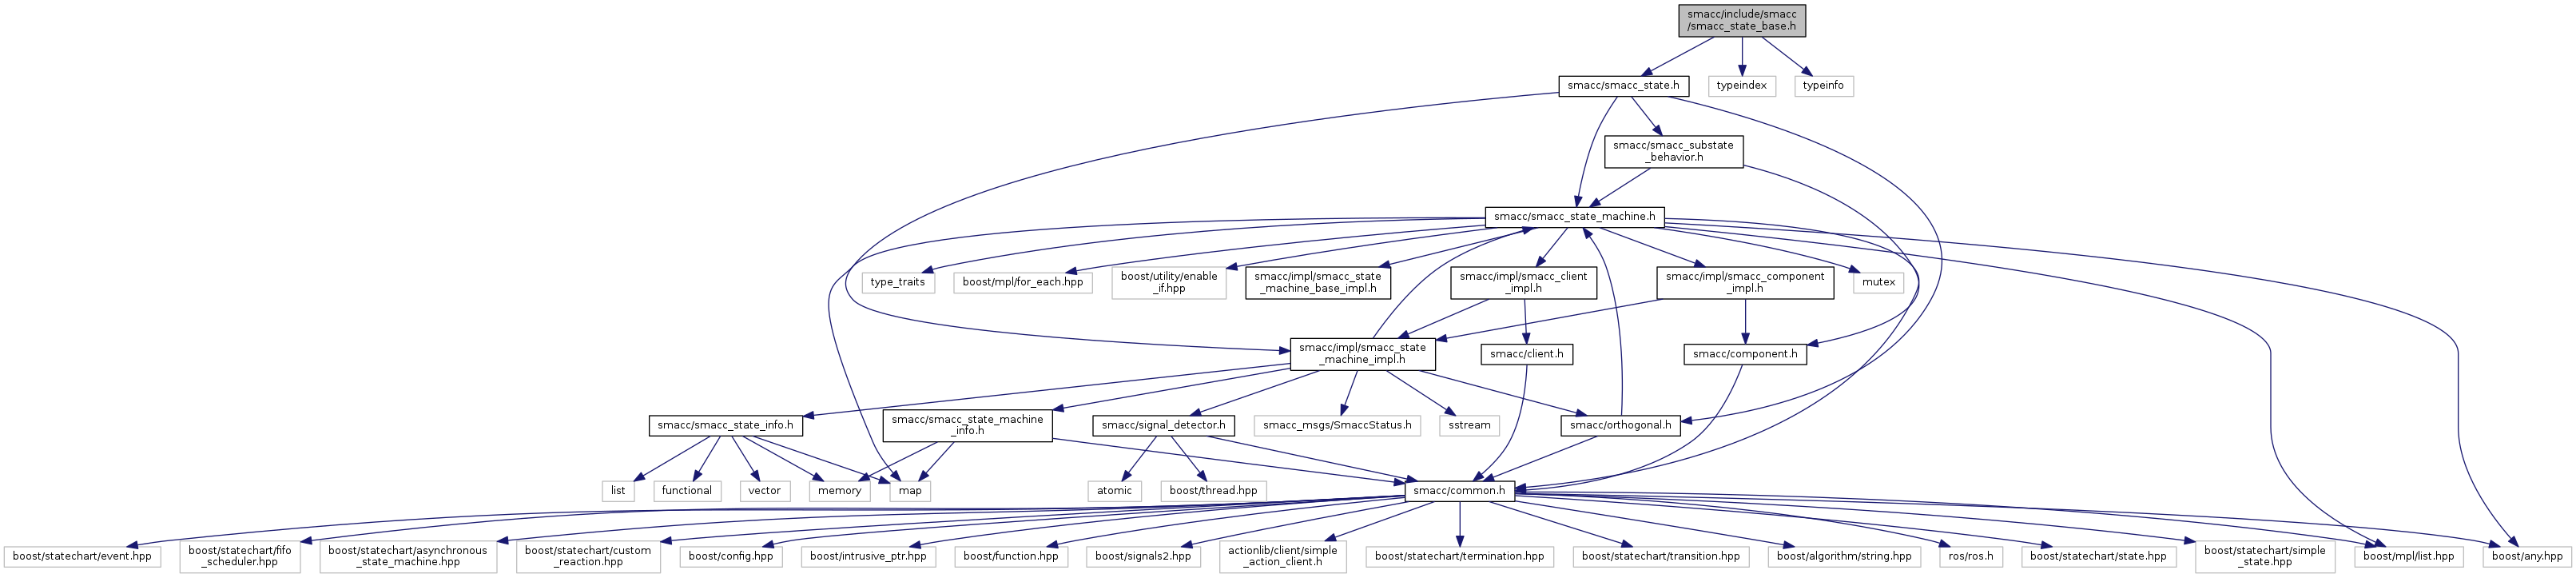 smacc/include/smacc
/smacc_state_base.h
smacc/smacc_state.h
typeindex
typeinfo
smacc/smacc_substate
_behavior.h
smacc/smacc_state_machine.h
type_traits
boost/mpl/for_each.hpp
boost/utility/enable
_if.hpp
smacc/impl/smacc_state
_machine_base_impl.h
smacc/impl/smacc_client
_impl.h
smacc/impl/smacc_component
_impl.h
mutex
smacc/impl/smacc_state
_machine_impl.h
smacc/client.h
smacc/component.h
smacc/smacc_state_info.h
smacc/smacc_state_machine
_info.h
smacc/signal_detector.h
smacc_msgs/SmaccStatus.h
sstream
smacc/orthogonal.h
list
functional
vector
memory
map
atomic
boost/thread.hpp
smacc/common.h
boost/statechart/event.hpp
boost/statechart/fifo
_scheduler.hpp
boost/statechart/asynchronous
_state_machine.hpp
boost/statechart/custom
_reaction.hpp
boost/config.hpp
boost/intrusive_ptr.hpp
boost/function.hpp
boost/signals2.hpp
actionlib/client/simple
_action_client.h
boost/statechart/termination.hpp
boost/statechart/transition.hpp
boost/algorithm/string.hpp
ros/ros.h
boost/statechart/state.hpp
boost/statechart/simple
_state.hpp
boost/mpl/list.hpp
boost/any.hpp